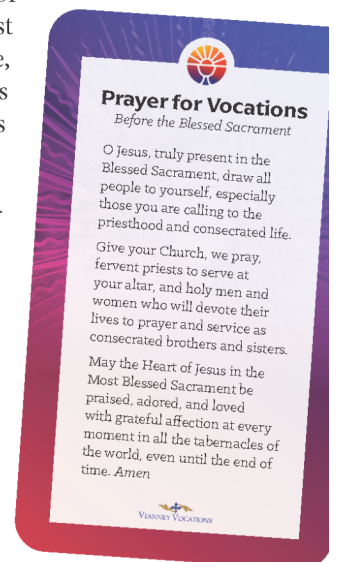 st
e,
s
s
Prayer for Vocations
Before the Blessed Sacrament
O Jesus, truly present in the
Blessed Sacrament, draw all
people to yourself, especially
those you are calling to the
priesthood and consecrated life.
Give your Church, we pray,
fervent priests to serve at
your altar, and holy men and
women who will devote their
lives to prayer and service as
consecrated brothers and sisters.
May the Heart of Jesus in the
Most Blessed Sacrament be
praised, adored, and loved
with grateful affection at every
moment in all the tabernacles of
the world, even until the end of
time. Amen
VIANNEY VOCATIONS